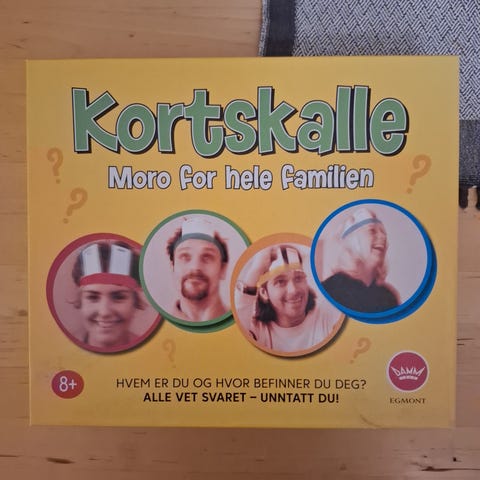 Kortskalle
Moro for hele familien
8+
HVEM ER DU OG HVOR BEFINNER DU DEG?
ALLE VET SVARET – UNNTATT DU!
DAMM
EGMONT